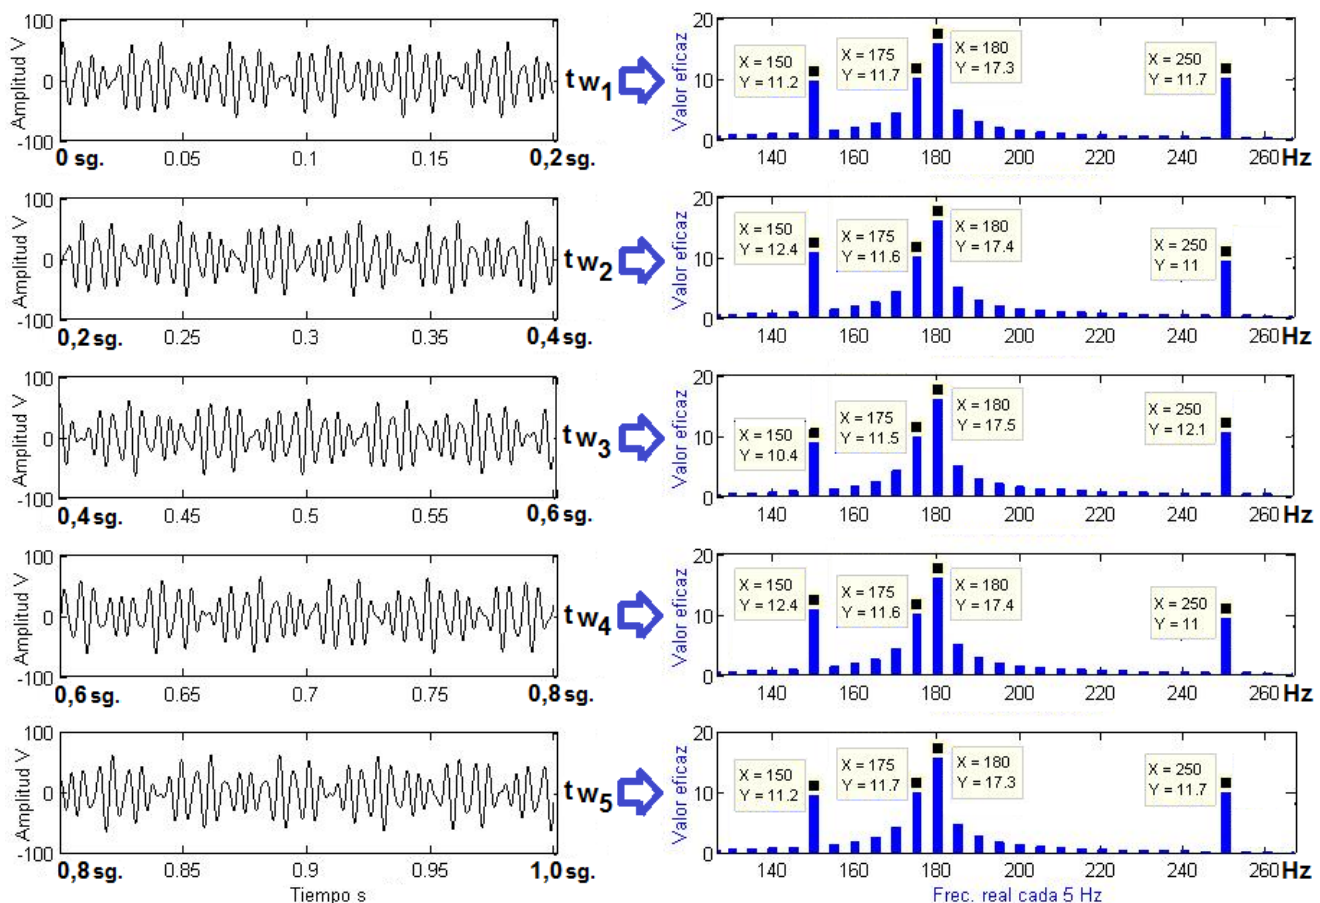 100
0
-100
Amplitud V
0 sg.
0.05
0.1
0.15
0,2 sg.
t w1
20
10
0
Valor eficaz
X = 150
Y = 11.2
X = 175
Y = 11.7
X = 180
Y = 17.3
X = 250
Y = 11.7
140
160
180
200
220
240
260 Hz
100
0
-100
Amplitud V
0,2 sg.
0.25
0.3
0.35
0,4 sg.
t w2
20
10
0
Valor eficaz
X = 150
Y = 12.4
X = 175
Y = 11.6
X = 180
Y = 17.4
X = 250
Y = 11
140
160
180
200
220
240
260 Hz
100
0
-100
Amplitud V
0,4 sg.
0.45
0.5
0.55
0,6 sg.
t w3
20
10
0
Valor eficaz
X = 150
Y = 10.4
X = 175
Y = 11.5
X = 180
Y = 17.5
X = 250
Y = 12.1
140
160
180
200
220
240
260 Hz
100
0
-100
Amplitud V
0,6 sg.
0.65
0.7
0.75
0,8 sg.
t w4
20
10
0
Valor eficaz
X = 150
Y = 12.4
X = 175
Y = 11.6
X = 180
Y = 17.4
X = 250
Y = 11
140
160
180
200
220
240
260 Hz
100
0
-100
Amplitud V
0,8 sg.
0.85
0.9
0.95
1,0 sg.
Tiempo s
t w5
20
10
0
Valor eficaz
X = 150
Y = 11.2
X = 175
Y = 11.7
X = 180
Y = 17.3
X = 250
Y = 11.7
140
160
180
200
220
240
260 Hz
Frec. real cada 5 Hz